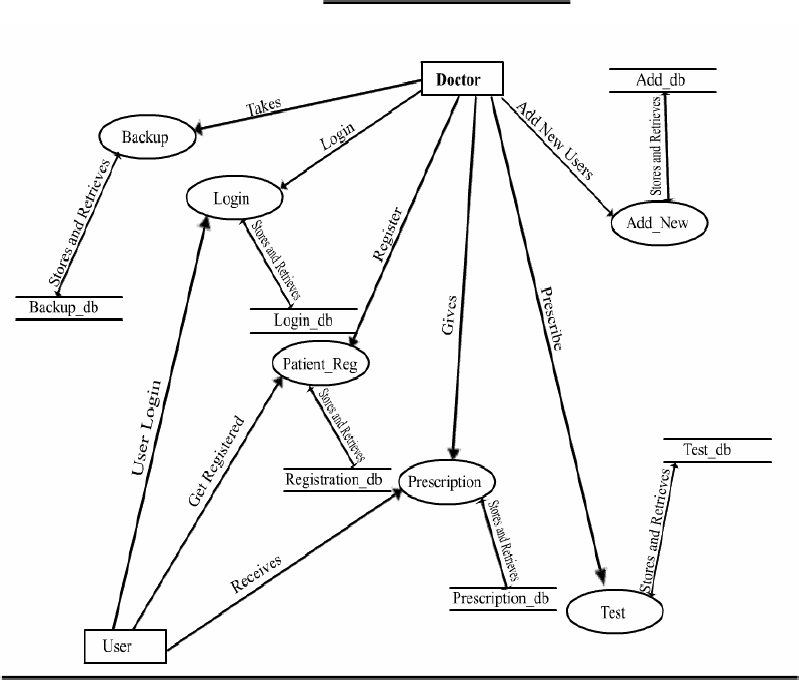 Doctor
Add_db
Takes
Add New Users
Stores and Retrieves
Backup
Login
Stores and Retrieves
Login
Add_New
Register
Stores and Retrieves
Backup_db
Login_db
Gives
Prescribe
Patient_Reg
User Login
Get Registered
Stores and Retrieves
Test_db
Registration_db
Prescription
Stores and Retrieves
Stores and Retrieves
Receives
Prescription_db
Test
User